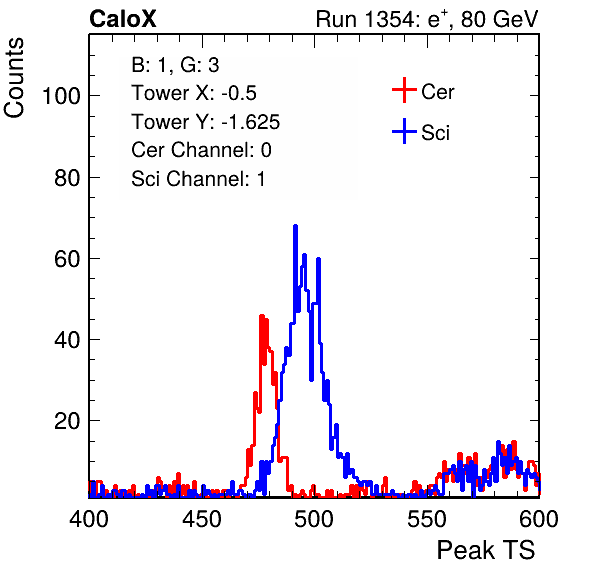 CaloX
Run 1354: e+, 80 GeV
Counts
B: 1, G: 3
Tower X: -0.5
Tower Y: -1.625
Cer Channel: 0
Sci Channel: 1
Cer
Sci
100
80
60
40
20
400 450 500 550 600
Peak TS